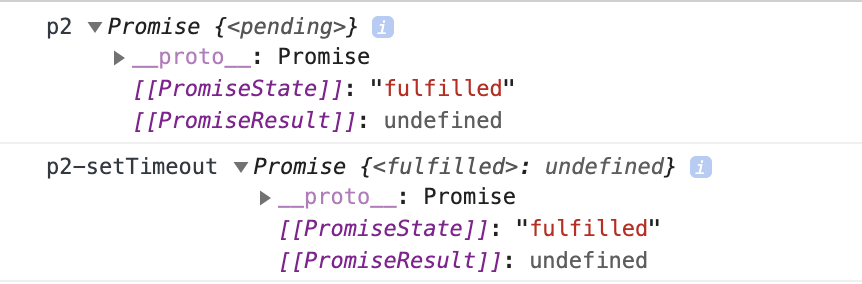 p2 ▼Promise {<pending>} i
▶__proto__: Promise
[[PromiseState]]: "fulfilled"
[[PromiseResult]]: undefined
p2-setTimeout ▼Promise {<fulfilled>: undefined} i
▶__proto__: Promise
[[PromiseState]]: "fulfilled"
[[PromiseResult]]: undefined